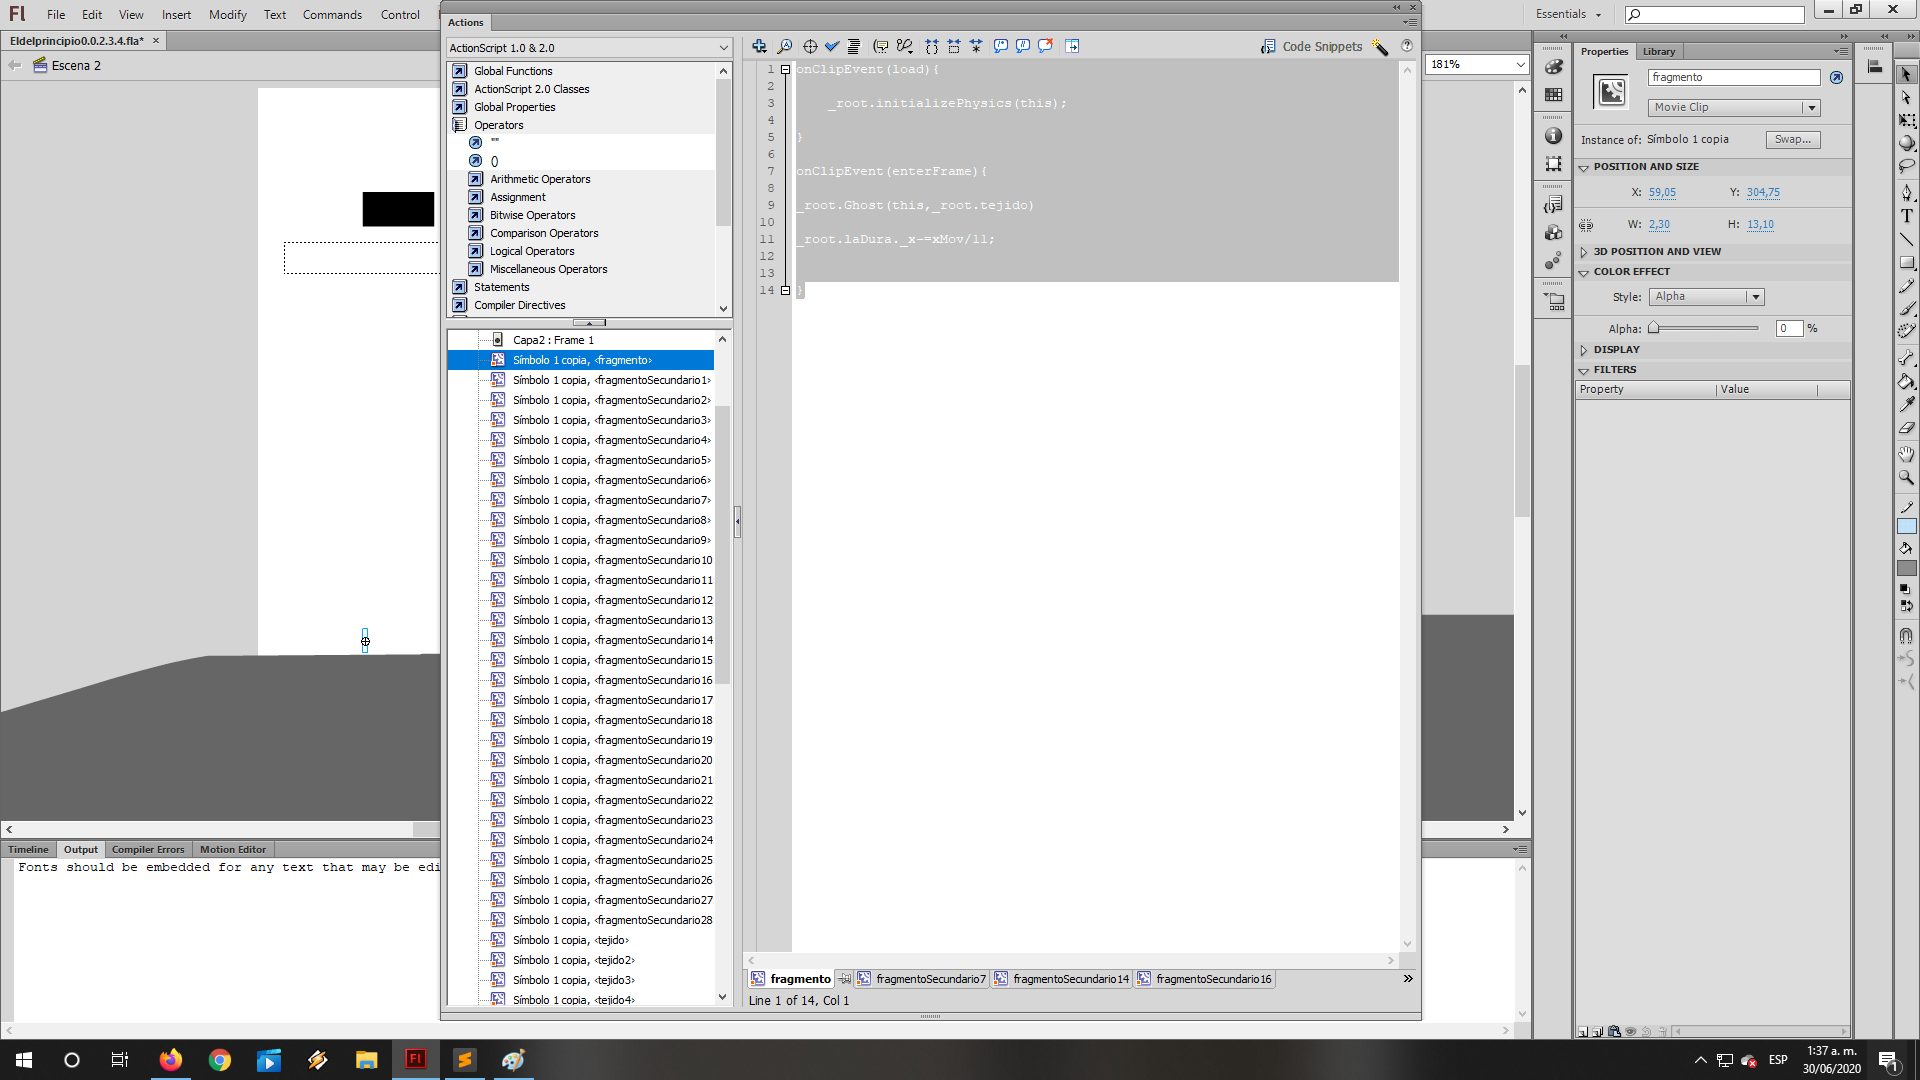 Fl File Edit View Insert Modify Text Commands Control
Essentials
Eldelprincipio0.0.2.3.4.fla*
Escena 2
181%
Actions
ActionScript 1.0 & 2.0
Global Functions
ActionScript 2.0 Classes
Global Properties
Operators
""
()
Arithmetic Operators
Assignment
Bitwise Operators
Comparison Operators
Logical Operators
Miscellaneous Operators
Statements
Compiler Directives
Capa2 : Frame 1
Símbolo 1 copia, <fragmento>
Símbolo 1 copia, <fragmentoSecundario1>
Símbolo 1 copia, <fragmentoSecundario2>
Símbolo 1 copia, <fragmentoSecundario3>
Símbolo 1 copia, <fragmentoSecundario4>
Símbolo 1 copia, <fragmentoSecundario5>
Símbolo 1 copia, <fragmentoSecundario6>
Símbolo 1 copia, <fragmentoSecundario7>
Símbolo 1 copia, <fragmentoSecundario8>
Símbolo 1 copia, <fragmentoSecundario9>
Símbolo 1 copia, <fragmentoSecundario10
Símbolo 1 copia, <fragmentoSecundario11
Símbolo 1 copia, <fragmentoSecundario12
Símbolo 1 copia, <fragmentoSecundario13
Símbolo 1 copia, <fragmentoSecundario14
Símbolo 1 copia, <fragmentoSecundario15
Símbolo 1 copia, <fragmentoSecundario16
Símbolo 1 copia, <fragmentoSecundario17
Símbolo 1 copia, <fragmentoSecundario18
Símbolo 1 copia, <fragmentoSecundario19
Símbolo 1 copia, <fragmentoSecundario20
Símbolo 1 copia, <fragmentoSecundario21
Símbolo 1 copia, <fragmentoSecundario22
Símbolo 1 copia, <fragmentoSecundario23
Símbolo 1 copia, <fragmentoSecundario24
Símbolo 1 copia, <fragmentoSecundario25
Símbolo 1 copia, <fragmentoSecundario26
Símbolo 1 copia, <fragmentoSecundario27
Símbolo 1 copia, <fragmentoSecundario28
Símbolo 1 copia, <tejido>
Símbolo 1 copia, <tejido2>
Símbolo 1 copia, <tejido3>
Símbolo 1 copia, <tejido4>
Code Snippets
1 onClipEvent(load){
2
3 _root.initializePhysics(this);
4
5 }
6
7 onClipEvent(enterFrame){
8
9 _root.Ghost(this,_root.tejido)
10
11 _root.laDura._x-=xMov/11;
12
13
14 }
fragmento fragmentoSecundario7 fragmentoSecundario14 fragmentoSecundario16
Line 1 of 14, Col 1
Properties Library
fragmento
Movie Clip
Instance of: Símbolo 1 copia Swap...
POSITION AND SIZE
X: 59,05 Y: 304,75
W: 2,30 H: 13,10
3D POSITION AND VIEW
COLOR EFFECT
Style: Alpha
Alpha: 0 %
DISPLAY
FILTERS
Property Value
Timeline Output Compiler Errors Motion Editor
Fonts should be embedded for any text that may be edi
ESP
1:37 a. m.
30/06/2020
1